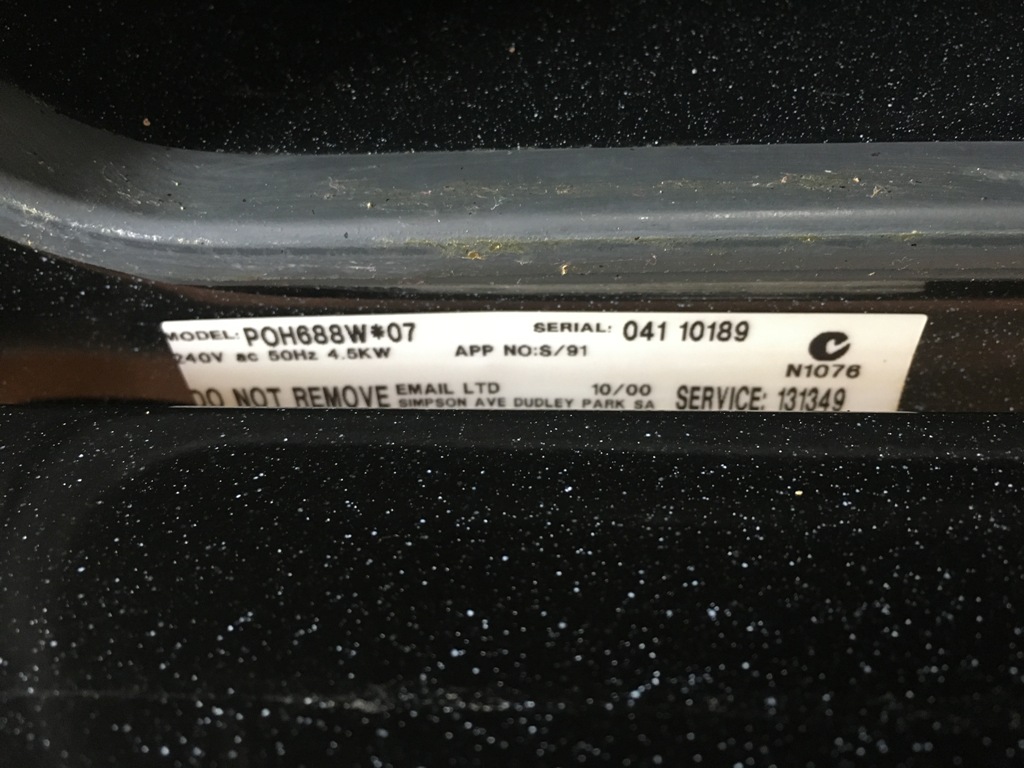 MODEL: POH688W*07 SERIAL: 041 10189
240V ac 50Hz 4.5KW APP NO:S/91
N1076
DO NOT REMOVE EMAIL LTD 10/00 SERVICE: 131349
SIMPSON AVE DUDLEY PARK SA